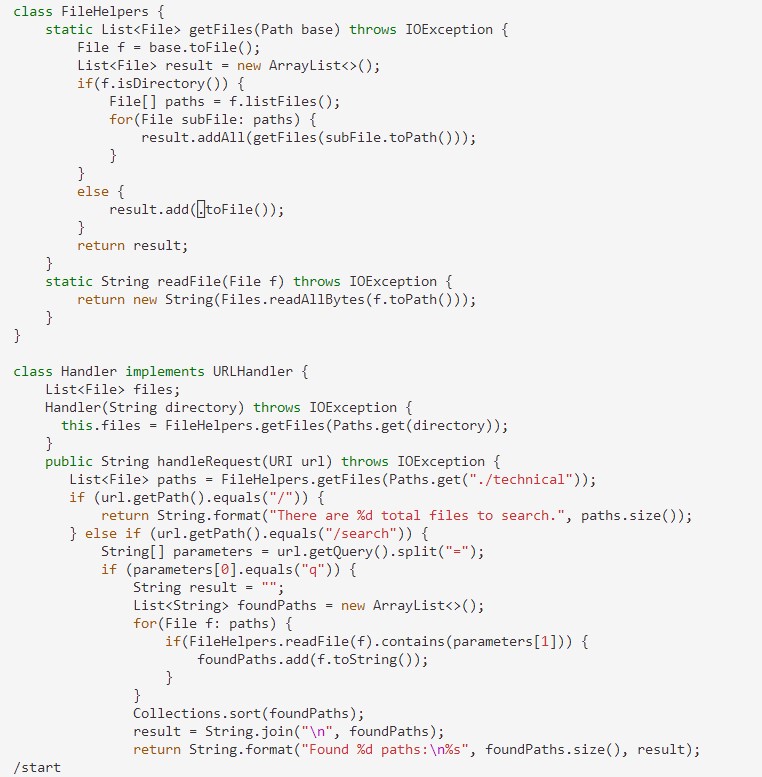 class FileHelpers {
    static List<File> getFiles(Path base) throws IOException {
        File f = base.toFile();
        List<File> result = new ArrayList<>();
        if(f.isDirectory()) {
            File[] paths = f.listFiles();
            for(File subFile: paths) {
                result.addAll(getFiles(subFile.toPath()));
            }
        }
        else {
            result.add(.toFile());
        }
        return result;
    }
    static String readFile(File f) throws IOException {
        return new String(Files.readAllBytes(f.toPath()));
    }
}

class Handler implements URLHandler {
    List<File> files;
    Handler(String directory) throws IOException {
      this.files = FileHelpers.getFiles(Paths.get(directory));
    }
    public String handleRequest(URI url) throws IOException {
       List<File> paths = FileHelpers.getFiles(Paths.get("./technical"));
       if (url.getPath().equals("/")) {
           return String.format("There are %d total files to search.", paths.size());
       } else if (url.getPath().equals("/search")) {
           String[] parameters = url.getQuery().split("=");
           if (parameters[0].equals("q")) {
               String result = "";
               List<String> foundPaths = new ArrayList<>();
               for(File f: paths) {
                   if(FileHelpers.readFile(f).contains(parameters[1])) {
                       foundPaths.add(f.toString());
                   }
               }
               Collections.sort(foundPaths);
               result = String.join("\n", foundPaths);
               return String.format("Found %d paths:\n%s", foundPaths.size(), result);
/start